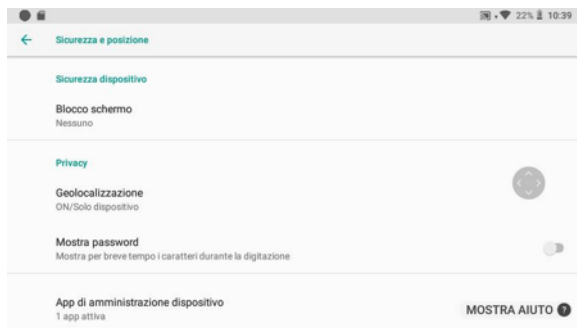 22% 10:39
Sicurezza e posizione
Sicurezza dispositivo
Blocco schermo
Nessuno
Privacy
Geolocalizzazione
ON/Solo dispositivo
Mostra password
Mostra per breve tempo i caratteri durante la digitazione
App di amministrazione dispositivo
1 app attiva
MOSTRA AIUTO ?